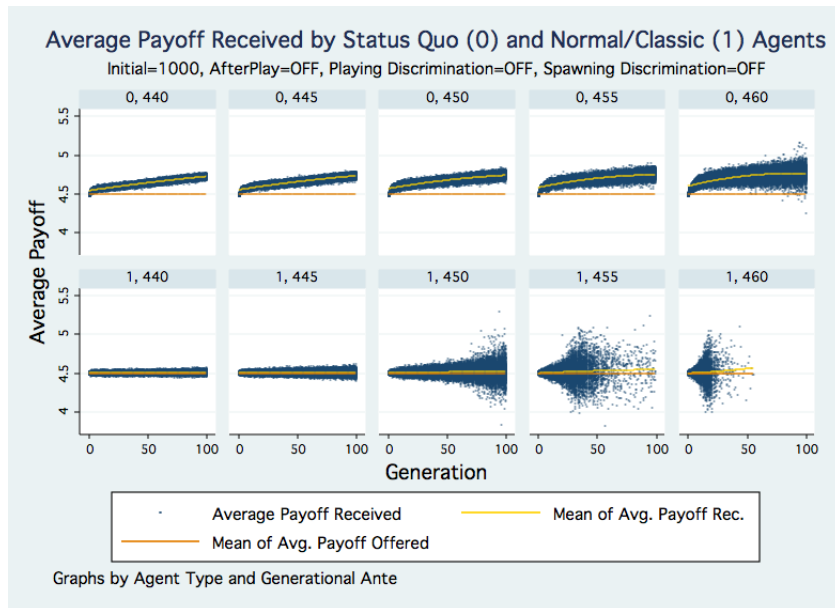 Average Payoff Received by Status Quo (0) and Normal/Classic (1) Agents
Initial=1000, AfterPlay=OFF, Playing Discrimination=OFF, Spawning Discrimination=OFF
0, 440 0, 445 0, 450 0, 455 0, 460
5.5
5
4.5
4
1, 440 1, 445 1, 450 1, 455 1, 460
5.5
5
4.5
4
Average Payoff
0 50 100 0 50 100 0 50 100 0 50 100 0 50 100
Generation
Average Payoff Received Mean of Avg. Payoff Rec.
Mean of Avg. Payoff Offered
Graphs by Agent Type and Generational Ante